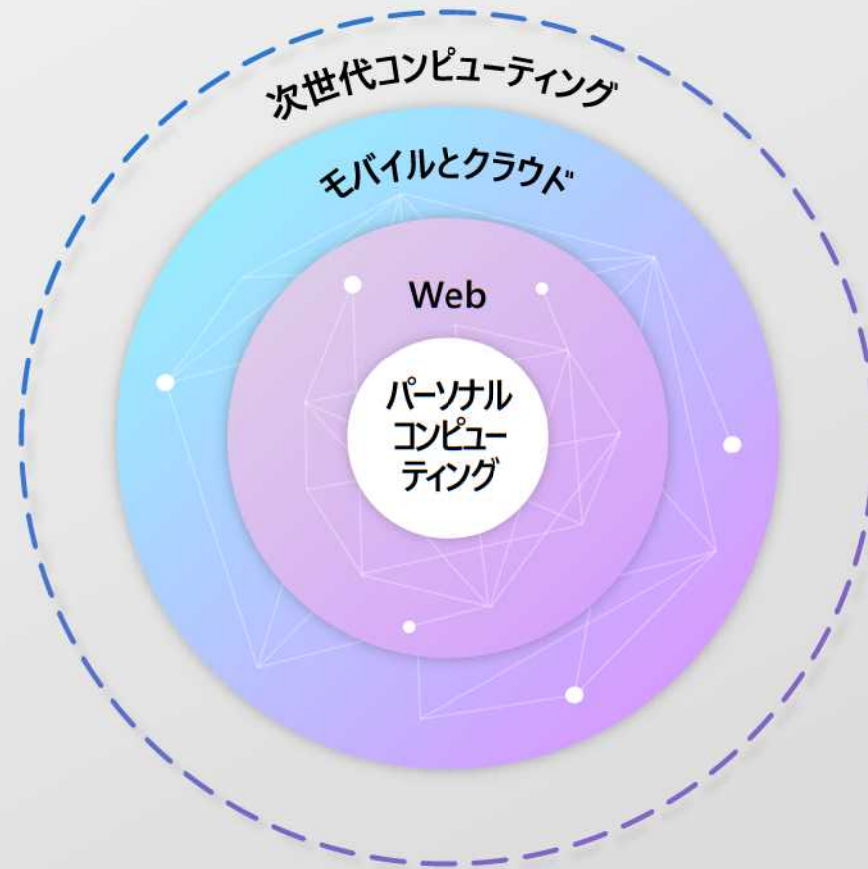 次世代コンピューティング
モバイルとクラウド
Web
パーソナル
コンピュー
ティング